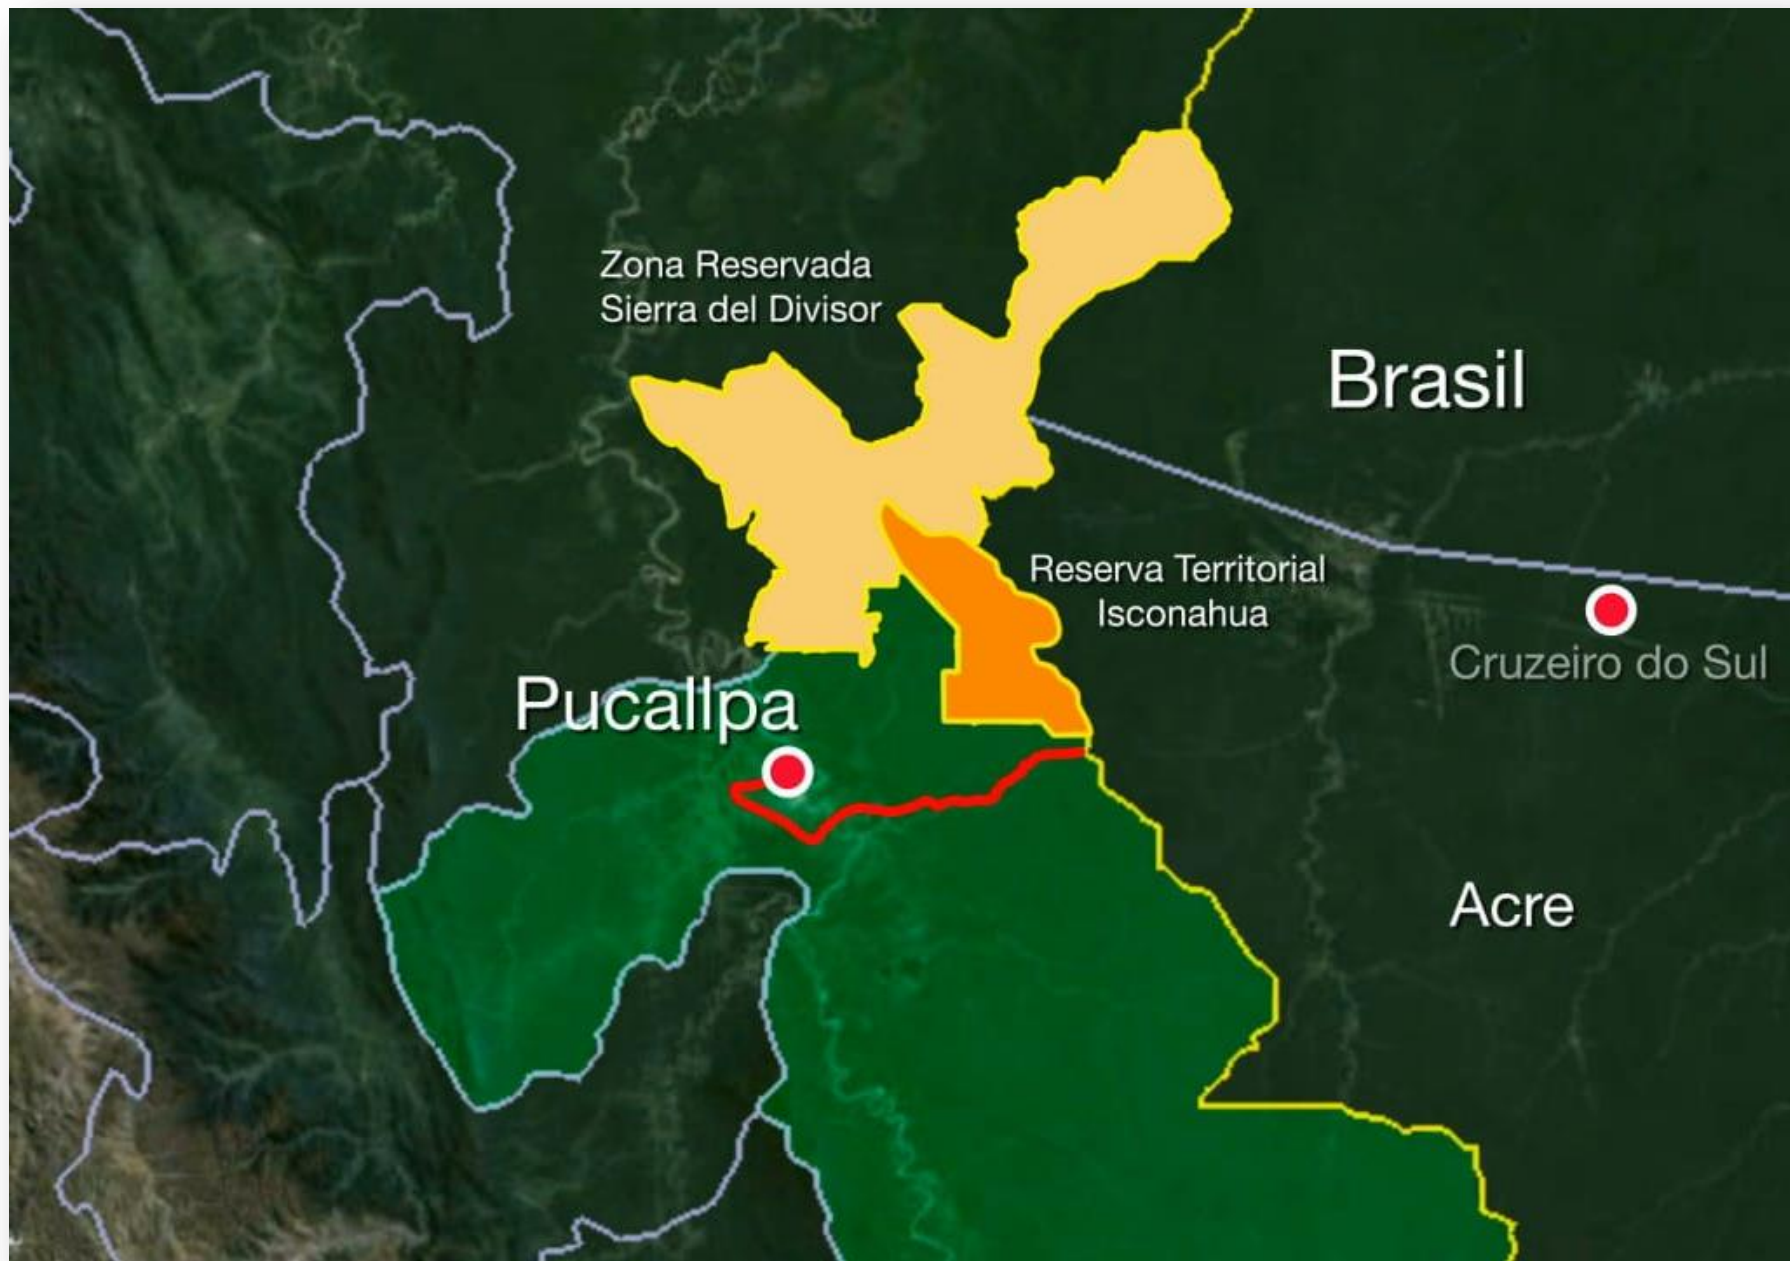 Zona Reservada
Sierra del Divisor
Brasil
Reserva Territorial
Isconahua
Cruzeiro do Sul
Pucallpa
Acre